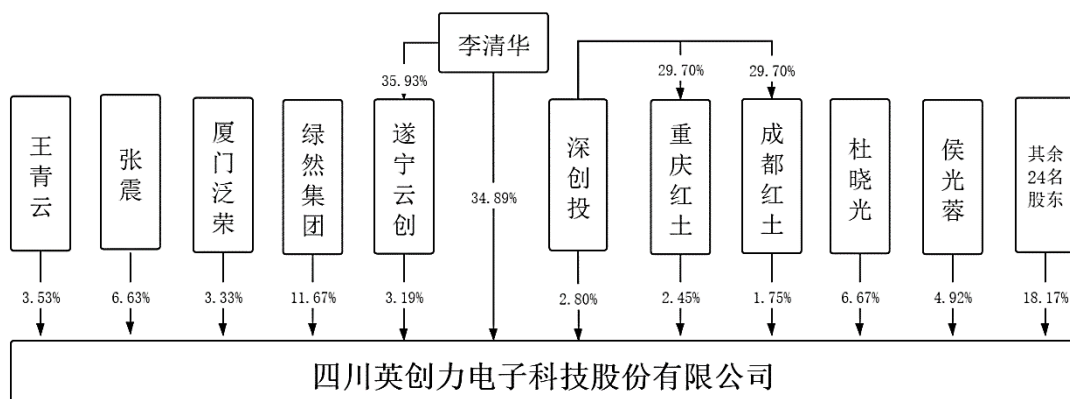 李清华
35.93%
29.70%
29.70%
王青云
张震
厦门泛荣
绿然集团
遂宁云创
34.89%
深创投
重庆红土
成都红土
杜晓光
侯光蓉
其余
24名
股东
3.53%
6.63%
3.33%
11.67%
3.19%
2.80%
2.45%
1.75%
6.67%
4.92%
18.17%
四川英创力电子科技股份有限公司